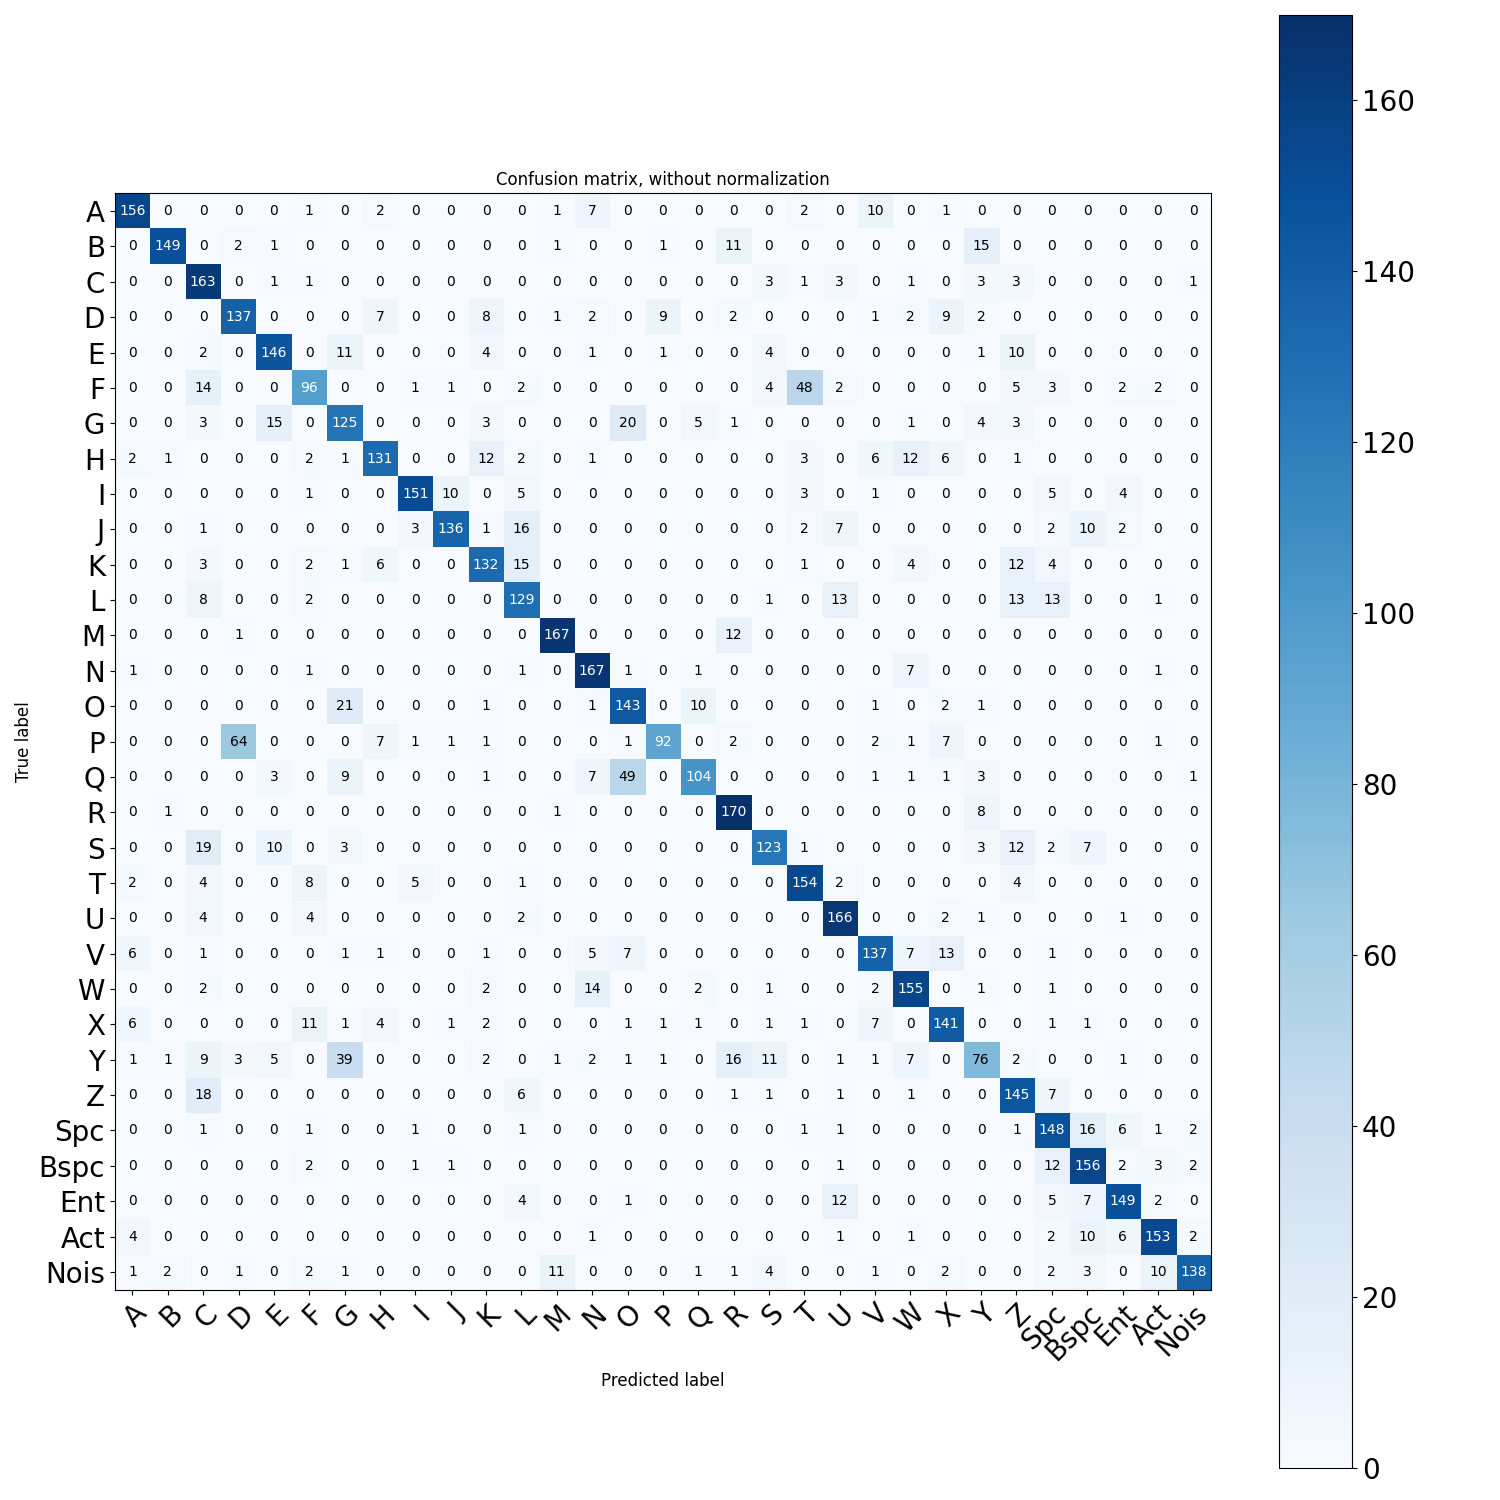 Confusion matrix, without normalization
A 156 0 0 0 0 1 0 2 0 0 0 0 1 7 0 0 0 0 0 2 0 10 0 1 0 0 0 0 0 0 0
B 0 149 0 2 1 0 0 0 0 0 0 0 1 0 0 1 0 11 0 0 0 0 0 0 15 0 0 0 0 0 0
C 0 0 163 0 1 1 0 0 0 0 0 0 0 0 0 0 0 0 3 1 3 0 1 0 3 3 0 0 0 0 1
D 0 0 0 137 0 0 0 7 0 0 8 0 1 2 0 9 0 2 0 0 0 1 2 9 2 0 0 0 0 0 0
E 0 0 2 0 146 0 11 0 0 0 4 0 0 1 0 1 0 0 4 0 0 0 0 0 1 10 0 0 0 0 0
F 0 0 14 0 0 96 0 0 1 1 0 2 0 0 0 0 0 0 4 48 2 0 0 0 0 5 3 0 2 2 0
G 0 0 3 0 15 0 125 0 0 0 3 0 0 0 20 0 5 1 0 0 0 0 1 0 4 3 0 0 0 0 0
H 2 1 0 0 0 2 1 131 0 0 12 2 0 1 0 0 0 0 0 3 0 6 12 6 0 1 0 0 0 0 0
I 0 0 0 0 0 1 0 0 151 10 0 5 0 0 0 0 0 0 0 3 0 1 0 0 0 0 5 0 4 0 0
J 0 0 1 0 0 0 0 0 3 136 1 16 0 0 0 0 0 0 0 2 7 0 0 0 0 0 2 10 2 0 0
K 0 0 3 0 0 2 1 6 0 0 132 15 0 0 0 0 0 0 0 1 0 0 4 0 0 12 4 0 0 0 0
L 0 0 8 0 0 2 0 0 0 0 0 129 0 0 0 0 0 0 1 0 13 0 0 0 0 13 13 0 0 1 0
M 0 0 0 1 0 0 0 0 0 0 0 0 167 0 0 0 0 12 0 0 0 0 0 0 0 0 0 0 0 0 0
N 1 0 0 0 0 1 0 0 0 0 0 1 0 167 1 0 1 0 0 0 0 0 7 0 0 0 0 0 0 1 0
O 0 0 0 0 0 0 21 0 0 0 1 0 0 1 143 0 10 0 0 0 0 1 0 2 1 0 0 0 0 0 0
P 0 0 0 64 0 0 0 7 1 1 1 0 0 0 1 92 0 2 0 0 0 2 1 7 0 0 0 0 0 1 0
Q 0 0 0 0 3 0 9 0 0 0 1 0 0 7 49 0 104 0 0 0 0 1 1 1 3 0 0 0 0 0 1
R 0 1 0 0 0 0 0 0 0 0 0 0 1 0 0 0 0 170 0 0 0 0 0 0 8 0 0 0 0 0 0
S 0 0 19 0 10 0 3 0 0 0 0 0 0 0 0 0 0 0 123 1 0 0 0 0 3 12 2 7 0 0 0
T 2 0 4 0 0 8 0 0 5 0 0 1 0 0 0 0 0 0 0 154 2 0 0 0 0 4 0 0 0 0 0
U 0 0 4 0 0 4 0 0 0 0 0 2 0 0 0 0 0 0 0 0 166 0 0 2 1 0 0 0 1 0 0
V 6 0 1 0 0 0 1 1 0 0 1 0 0 5 7 0 0 0 0 0 0 137 7 13 0 0 1 0 0 0 0
W 0 0 2 0 0 0 0 0 0 0 2 0 0 14 0 0 2 0 1 0 0 2 155 0 1 0 1 0 0 0 0
X 6 0 0 0 0 11 1 4 0 1 2 0 0 0 1 1 1 0 1 1 0 7 0 141 0 0 1 1 0 0 0
Y 1 1 9 3 5 0 39 0 0 0 2 0 1 2 1 1 0 16 11 0 1 1 7 0 76 2 0 0 1 0 0
Z 0 0 18 0 0 0 0 0 0 0 0 6 0 0 0 0 0 1 1 0 1 0 1 0 0 145 7 0 0 0 0
Spc 0 0 1 0 0 1 0 0 1 0 0 1 0 0 0 0 0 0 0 1 1 0 0 0 0 1 148 16 6 1 2
Bspc 0 0 0 0 0 2 0 0 1 1 0 0 0 0 0 0 0 0 0 0 1 0 0 0 0 0 12 156 2 3 2
Ent 0 0 0 0 0 0 0 0 0 0 0 4 0 0 1 0 0 0 0 0 12 0 0 0 0 0 5 7 149 2 0
Act 4 0 0 0 0 0 0 0 0 0 0 0 0 1 0 0 0 0 0 0 1 0 1 0 0 0 2 10 6 153 2
Nois 1 2 0 1 0 2 1 0 0 0 0 0 11 0 0 0 1 1 4 0 0 1 0 2 0 0 2 3 0 10 138
A B C D E F G H I J K L M N O P Q R S T U V W X Y Z Spc Bspc Ent Act Nois
Predicted label
True label
160
140
120
100
80
60
40
20
0